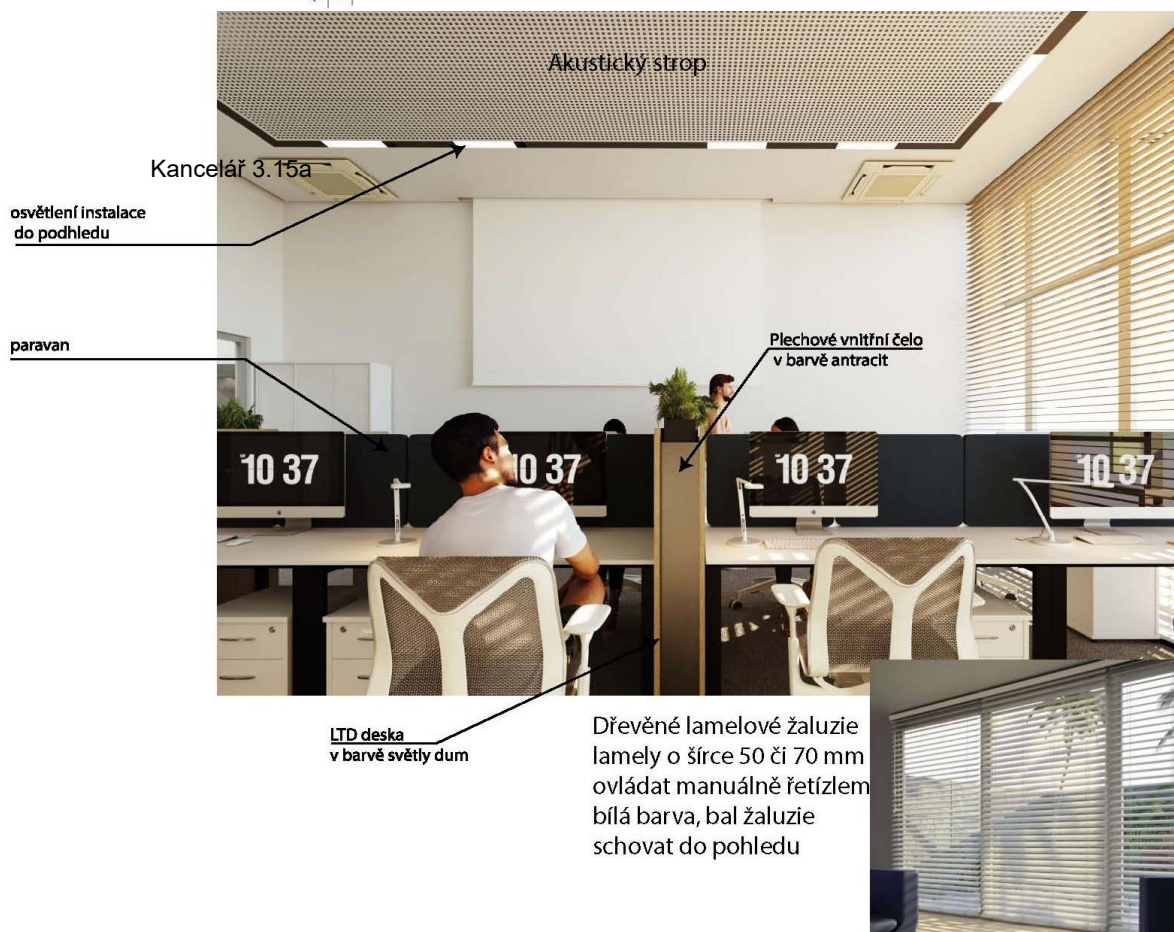 Akustický strop
Kancelář 3.15a
osvětlení instalace
do podhledu
paravan
Plechové vnitřní čelo
v barvě antracit
10 37
10 37
10 37
10 37
LTD deska
v barvě světly dum
Dřevěné lamelové žaluzie
lamely o šírce 50 či 70 mm
ovládat manuálně řetízlem
bílá barva, bal žaluzie
schovat do pohledu